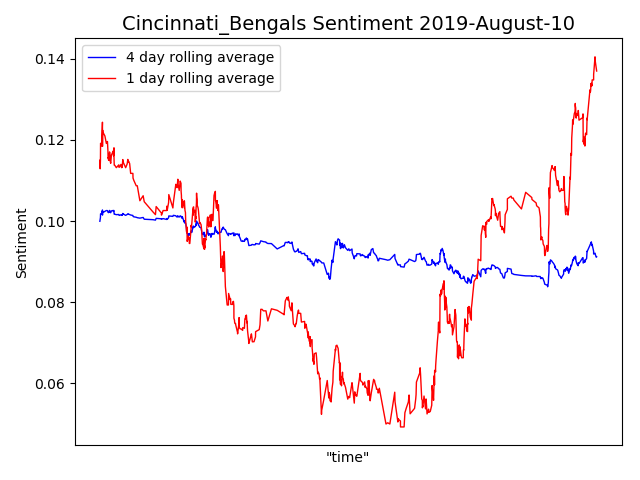 Cincinnati_Bengals Sentiment 2019-August-10
4 day rolling average
1 day rolling average
0.14
0.12
0.10
0.08
0.06
Sentiment
"time"